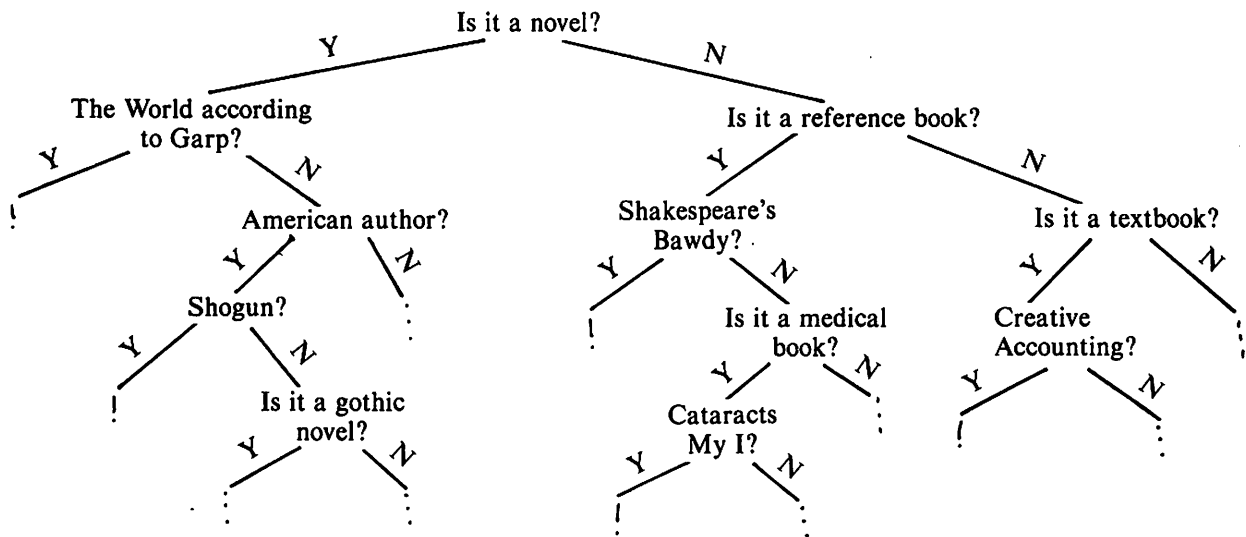 Is it a novel?
Y
N
The World according
to Garp?
Is it a reference book?
Y
N
Y
N
American author?
Shakespeare's
Bawdy?
Is it a textbook?
Y
N
Y
N
Y
N
Shogun?
Is it a medical
book?
Creative
Accounting?
Y
N
Y
N
Y
N
Is it a gothic
novel?
Cataracts
My I?
Y
N
Y
N